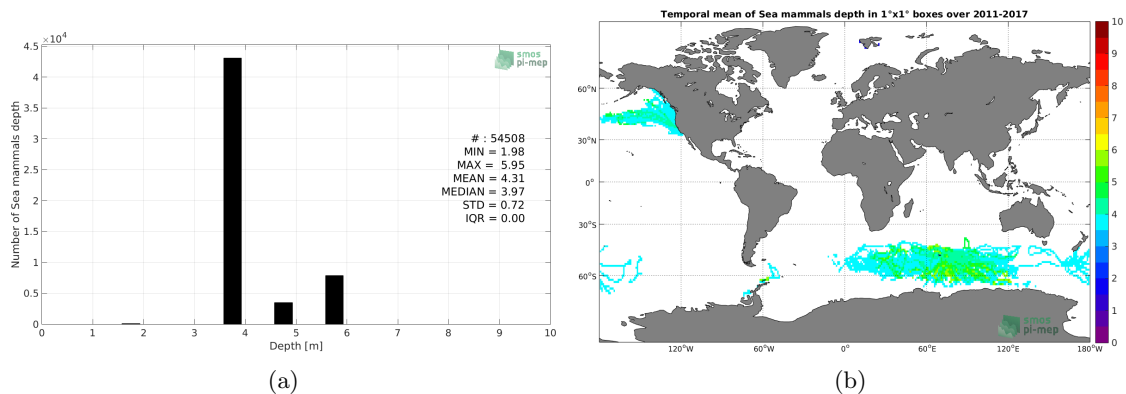 ×10⁴
4.5
4
3.5
3
2.5
2
1.5
1
0.5
0
Number of Sea mammals depth
0 1 2 3 4 5 6 7 8 9 10
Depth [m]
smos
pi-mep
# : 54508
MIN = 1.98
MAX = 5.95
MEAN = 4.31
MEDIAN = 3.97
STD = 0.72
IQR = 0.00
(a)
Temporal mean of Sea mammals depth in 1°x1° boxes over 2011-2017
60°N
30°N
0°
30°S
60°S
120°W 60°W 0° 60°E 120°E 180°W
smos
pi-mep
10
9
8
7
6
5
4
3
2
1
0
(b)